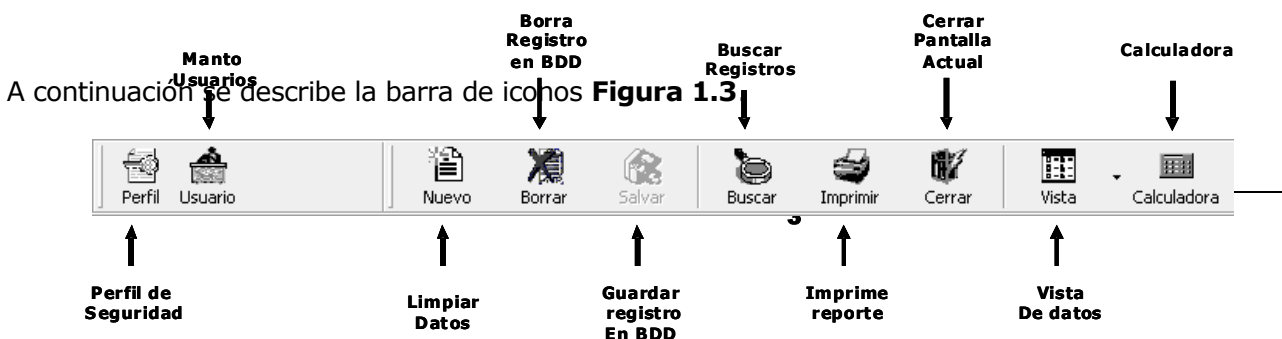 Borra
Registro
en BDD
Cerrar
Pantalla
Actual
Manto
Usuarios
Buscar
Registros
Calculadora
A continuación se describe la barra de iconos Figura 1.3
Perfil
Usuario
Nuevo
Borrar
Salvar
Buscar
Imprimir
Cerrar
Vista
Calculadora
3
Perfil de
Seguridad
Limpiar
Datos
Guardar
registro
En BDD
Imprime
reporte
Vista
De datos